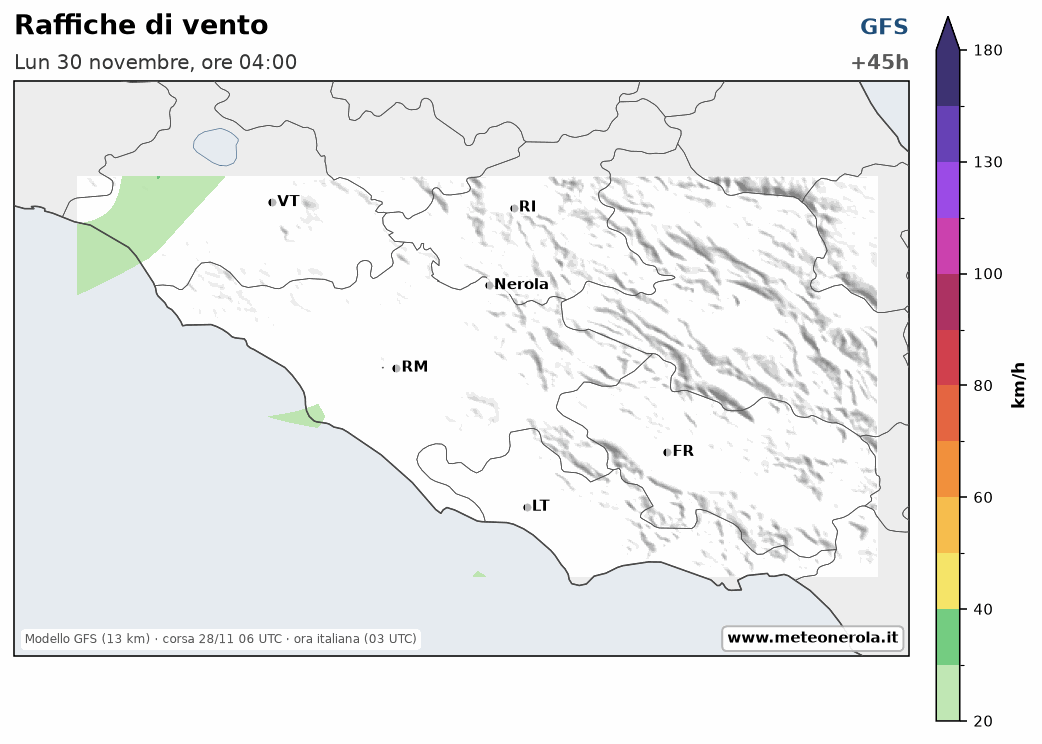 Raffiche di vento
GFS
Lun 30 novembre, ore 04:00
+45h
180
130
100
80
60
40
20
km/h
VT
RI
Nerola
RM
FR
LT
Modello GFS (13 km) · corsa 28/11 06 UTC · ora italiana (03 UTC)
www.meteonerola.it